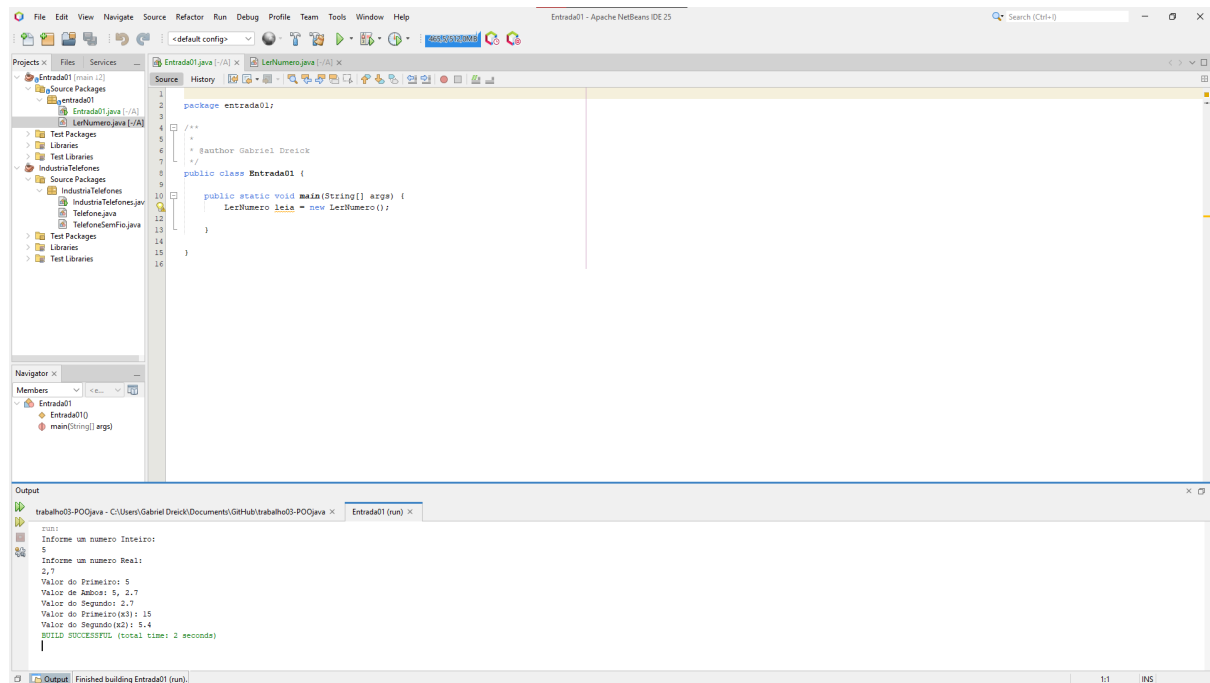 File Edit View Navigate Source Refactor Run Debug Profile Team Tools Window Help
Entrada01 - Apache NetBeans IDE 25
Search (Ctrl+I)
<default config>
Projects Files Services
Entrada01.java [-/A] LerNumero.java [-/A]
Source History
Entrada01 [main ↓2]
Source Packages
entrada01
Entrada01.java [-/A]
LerNumero.java [-/A]
Test Packages
Libraries
Test Libraries
IndustriaTelefones
Source Packages
IndustriaTelefones
IndustriaTelefones.jav
Telefone.java
TelefoneSemFio.java
Test Packages
Libraries
Test Libraries
1
2 package entrada01;
3
4 /**
5 *
6 * @author Gabriel Dreick
7 */
8 public class Entrada01 {
9
10 public static void main(String[] args) {
LerNumero leia = new LerNumero();
12
13 }
14
15 }
16
Navigator
Members <e...
Entrada01
Entrada01()
main(String[] args)
Output
trabalho03-POOjava - C:\Users\Gabriel Dreick\Documents\GitHub\trabalho03-POOjava Entrada01 (run)
run:
Informe um numero Inteiro:
5
Informe um numero Real:
2,7
Valor do Primeiro: 5
Valor de Ambos: 5, 2.7
Valor do Segundo: 2.7
Valor do Primeiro(x3): 15
Valor do Segundo(x2): 5.4
BUILD SUCCESSFUL (total time: 2 seconds)
Output Finished building Entrada01 (run).
1:1 INS